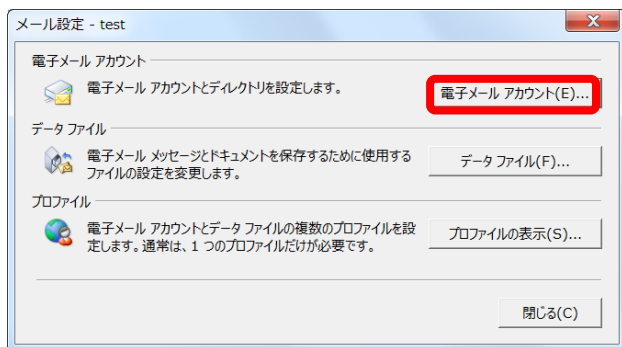 メール設定 - test
電子メール アカウント
電子メール アカウントとディレクトリを設定します。
電子メール アカウント(E)...
データ ファイル
電子メール メッセージとドキュメントを保存するために使用する
ファイルの設定を変更します。
データ ファイル(F)...
プロファイル
電子メール アカウントとデータ ファイルの複数のプロファイルを設
定します。通常は、1 つのプロファイルだけが必要です。
プロファイルの表示(S)...
閉じる(C)